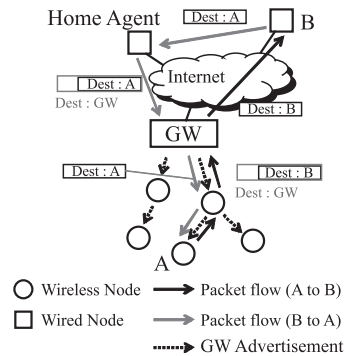 Home Agent
Dest : A
B
Dest : A
Dest : GW
Internet
Dest : B
GW
Dest : A
Dest : B
Dest : GW
A
Wireless Node
Packet flow (A to B)
Wired Node
Packet flow (B to A)
GW Advertisement